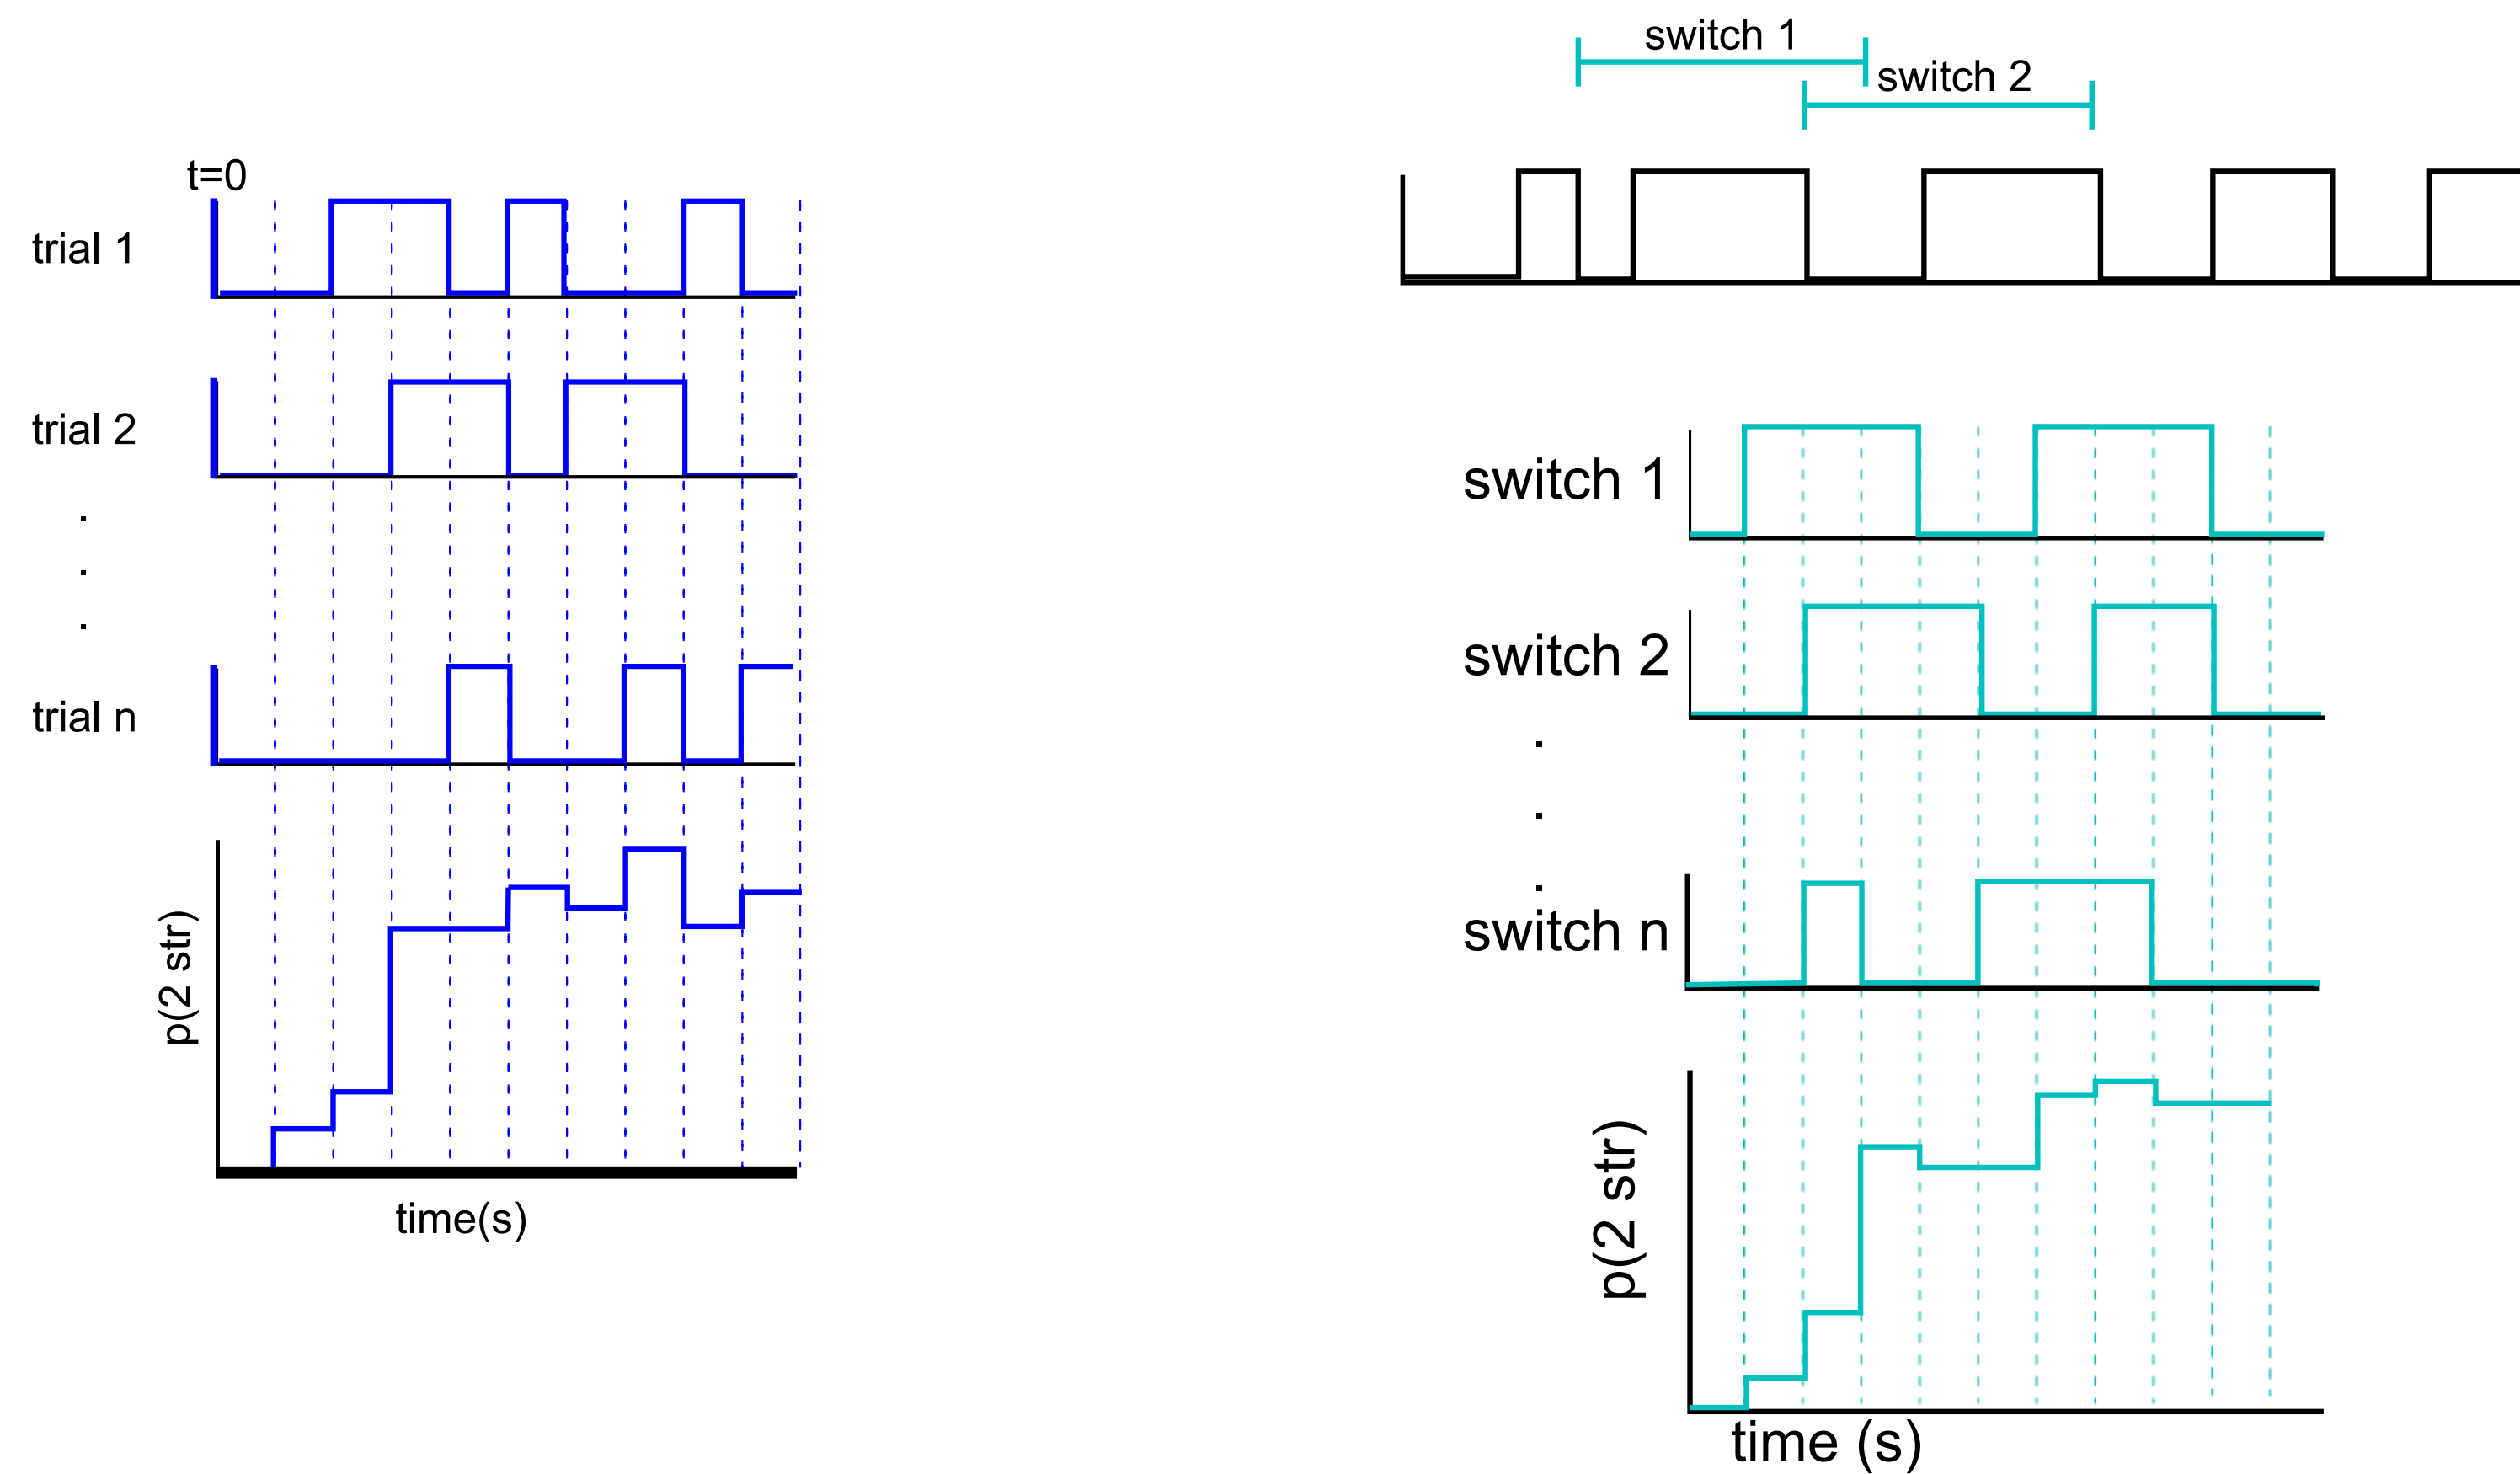 t=0
trial 1
trial 2
.
.
.
trial n
p(2 str)
time(s)
switch 1
switch 2
switch 1
switch 2
.
.
.
switch n
p(2 str)
time (s)